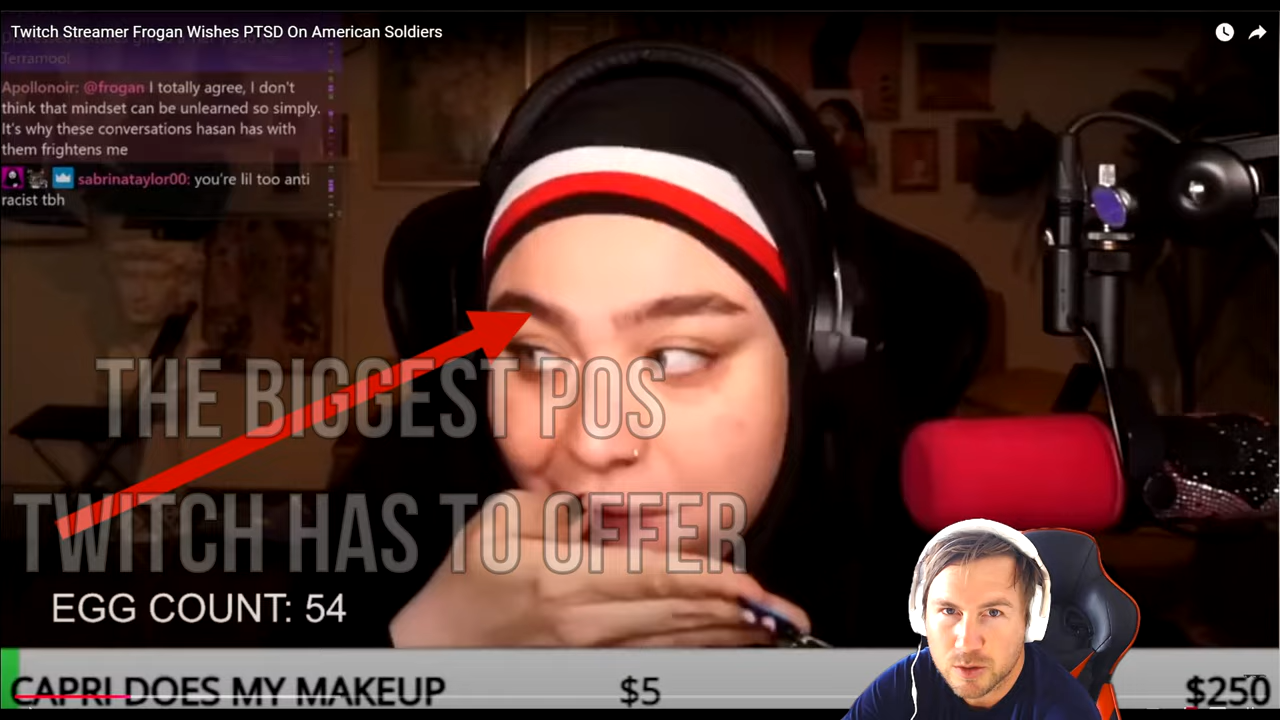 Twitch Streamer Frogan Wishes PTSD On American Soldiers
Terramoo!
Apollonoir: @frogan I totally agree, I don't
think that mindset can be unlearned so simply.
It's why these conversations hasan has with
them frightens me
sabrinataylor00: you're lil too anti
racist tbh
THE BIGGEST POS
TWITCH HAS TO OFFER
EGG COUNT: 54
CAPRI DOES MY MAKEUP
$5
$250